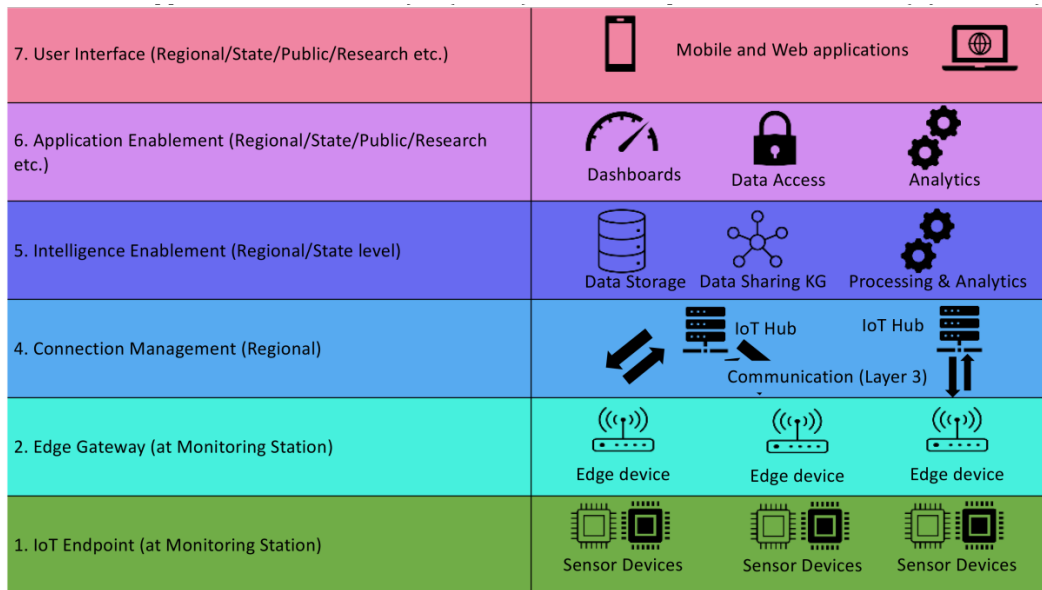 7. User Interface (Regional/State/Public/Research etc.)
Mobile and Web applications
6. Application Enablement (Regional/State/Public/Research
etc.)
Dashboards
Data Access
Analytics
5. Intelligence Enablement (Regional/State level)
Data Storage
Data Sharing KG
Processing & Analytics
4. Connection Management (Regional)
IoT Hub
IoT Hub
Communication (Layer 3)
2. Edge Gateway (at Monitoring Station)
Edge device
Edge device
Edge device
1. IoT Endpoint (at Monitoring Station)
Sensor Devices
Sensor Devices
Sensor Devices